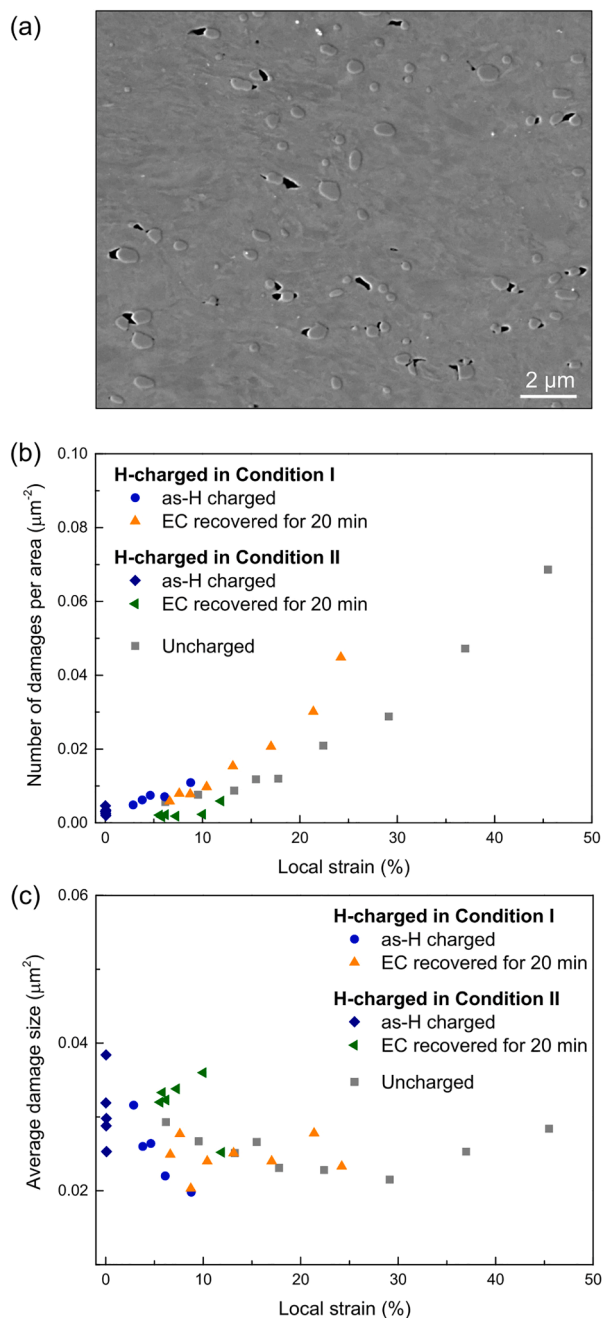 (a)
2 μm
(b)
Number of damages per area (μm⁻²)
0.10
0.08
0.06
0.04
0.02
0.00
H-charged in Condition I
as-H charged
EC recovered for 20 min
H-charged in Condition II
as-H charged
EC recovered for 20 min
Uncharged
0 10 20 30 40 50
Local strain (%)
(c)
Average damage size (μm²)
0.06
0.04
0.02
H-charged in Condition I
as-H charged
EC recovered for 20 min
H-charged in Condition II
as-H charged
EC recovered for 20 min
Uncharged
0 10 20 30 40 50
Local strain (%)